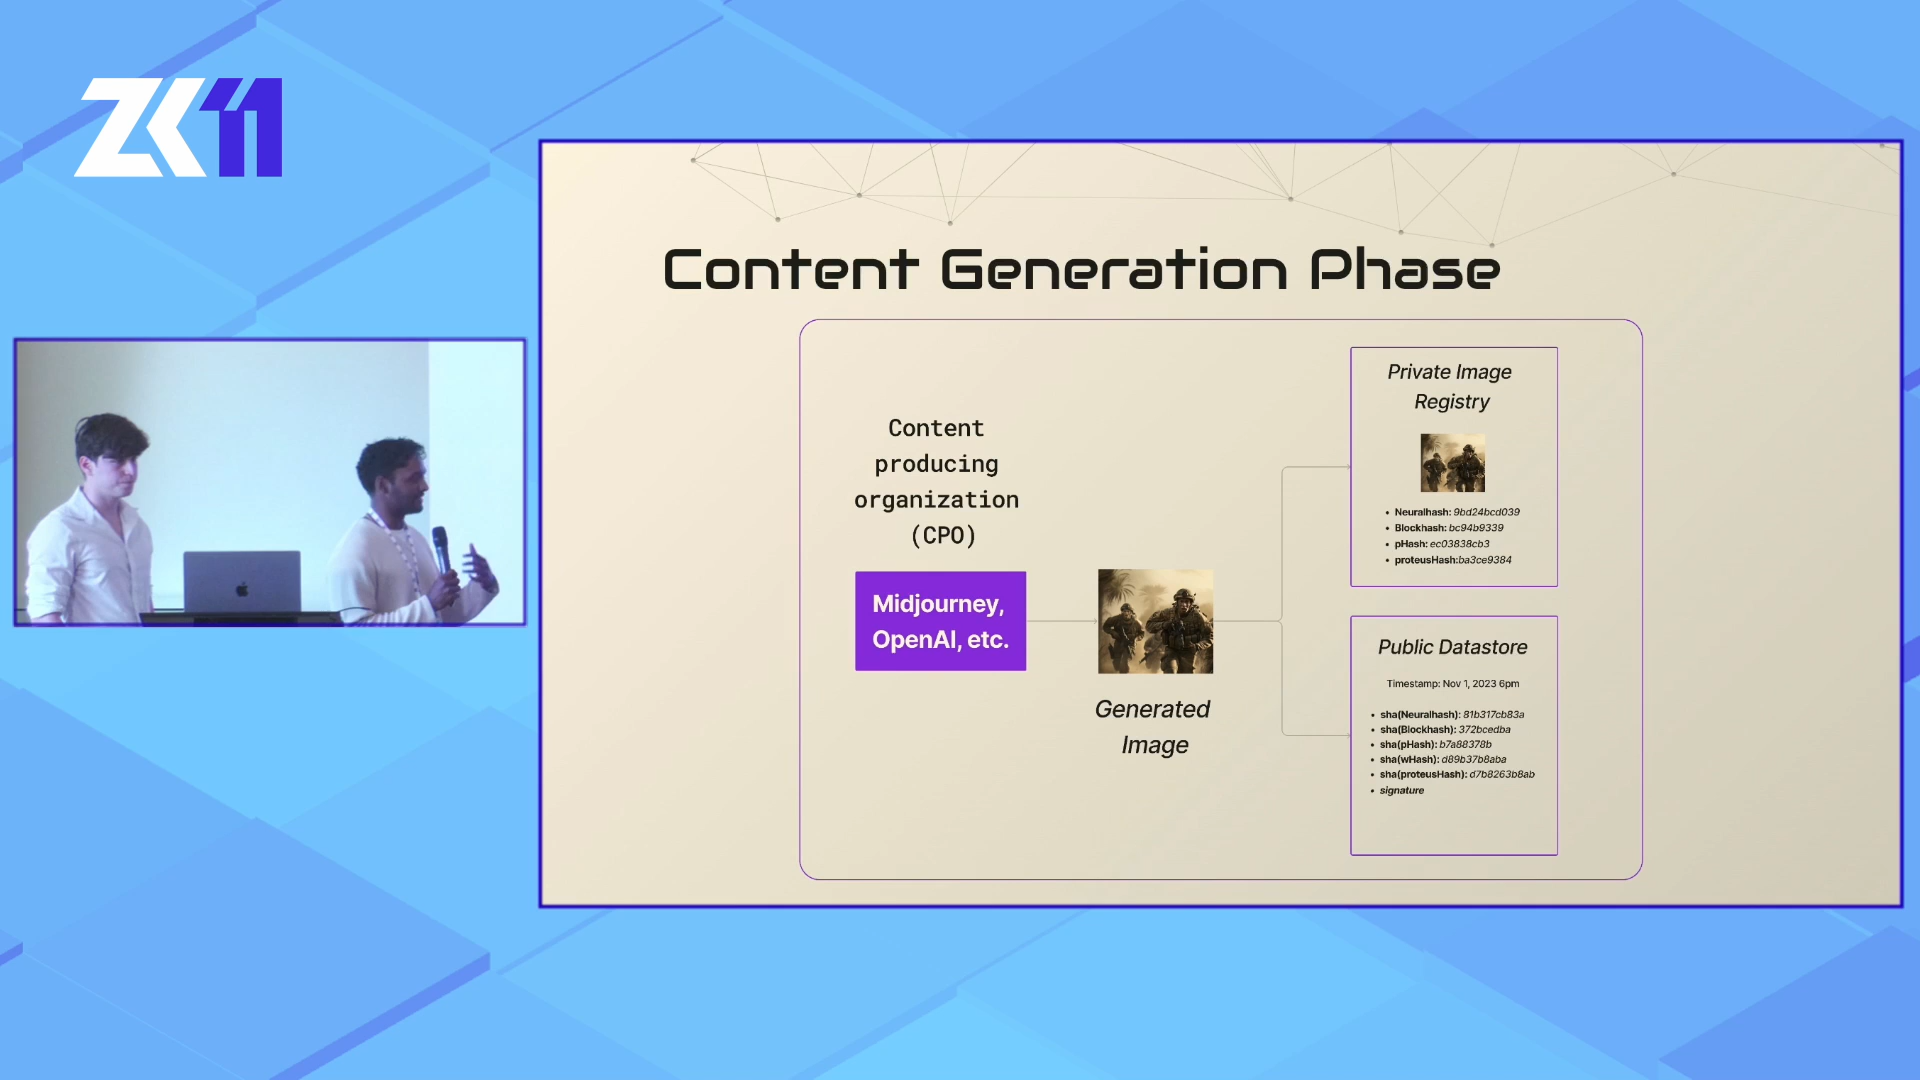 ZK11
Content Generation Phase
Content
producing
organization
(CPO)
Midjourney,
OpenAI, etc.
Generated
Image
Private Image
Registry
• Neuralhash: 9bd24bcd039
• Blockhash: bc94b9339
• pHash: ec03838cb3
• proteusHash:ba3ce9384
Public Datastore
Timestamp: Nov 1, 2023 6pm
• sha(Neuralhash): 81b317cb83a
• sha(Blockhash): 372bcedba
• sha(pHash): b7a88378b
• sha(wHash): d89b37b8aba
• sha(proteusHash): d7b8263b8ab
• signature